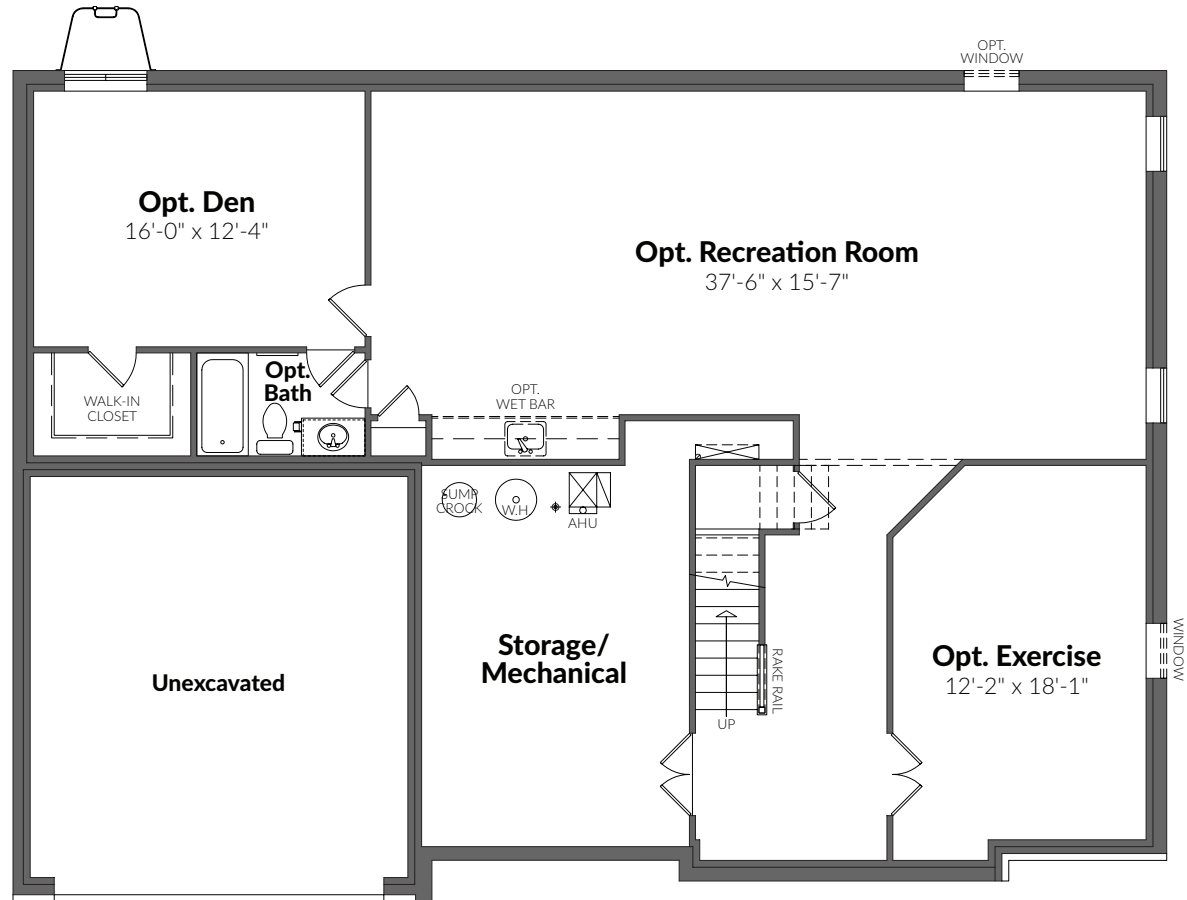 OPT.
WINDOW
Opt. Den
16'-0" x 12'-4"
Opt. Recreation Room
37'-6" x 15'-7"
Opt.
Bath
WALK-IN
CLOSET
OPT.
WET BAR
SUMP
CROCK
W.H
AHU
Storage/
Mechanical
Unexcavated
RAKE RAIL
UP
Opt. Exercise
12'-2" x 18'-1"
WINDOW